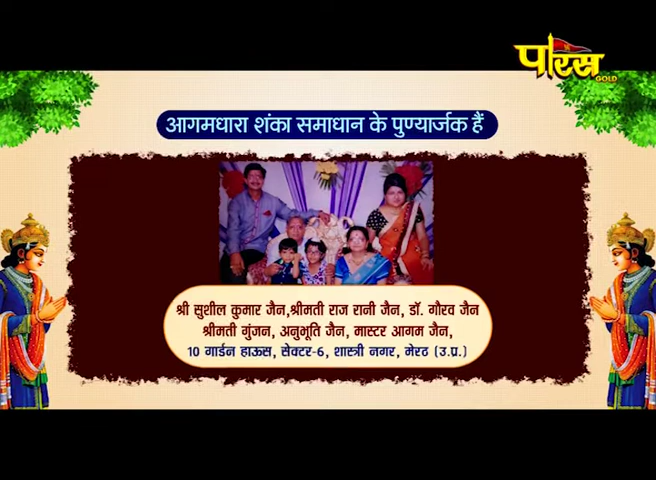 पारस
GOLD
आगमधारा शंका समाधान के पुण्यार्जक हैं
श्री सुशील कुमार जैन,श्रीमती राज रानी जैन, डॉ. गौरव जैन
श्रीमती गुंजन, अनुभूति जैन, मास्टर आगम जैन,
10 गार्डन हाऊस, सेक्टर-6, शास्त्री नगर, मेरठ (उ.प्र.)